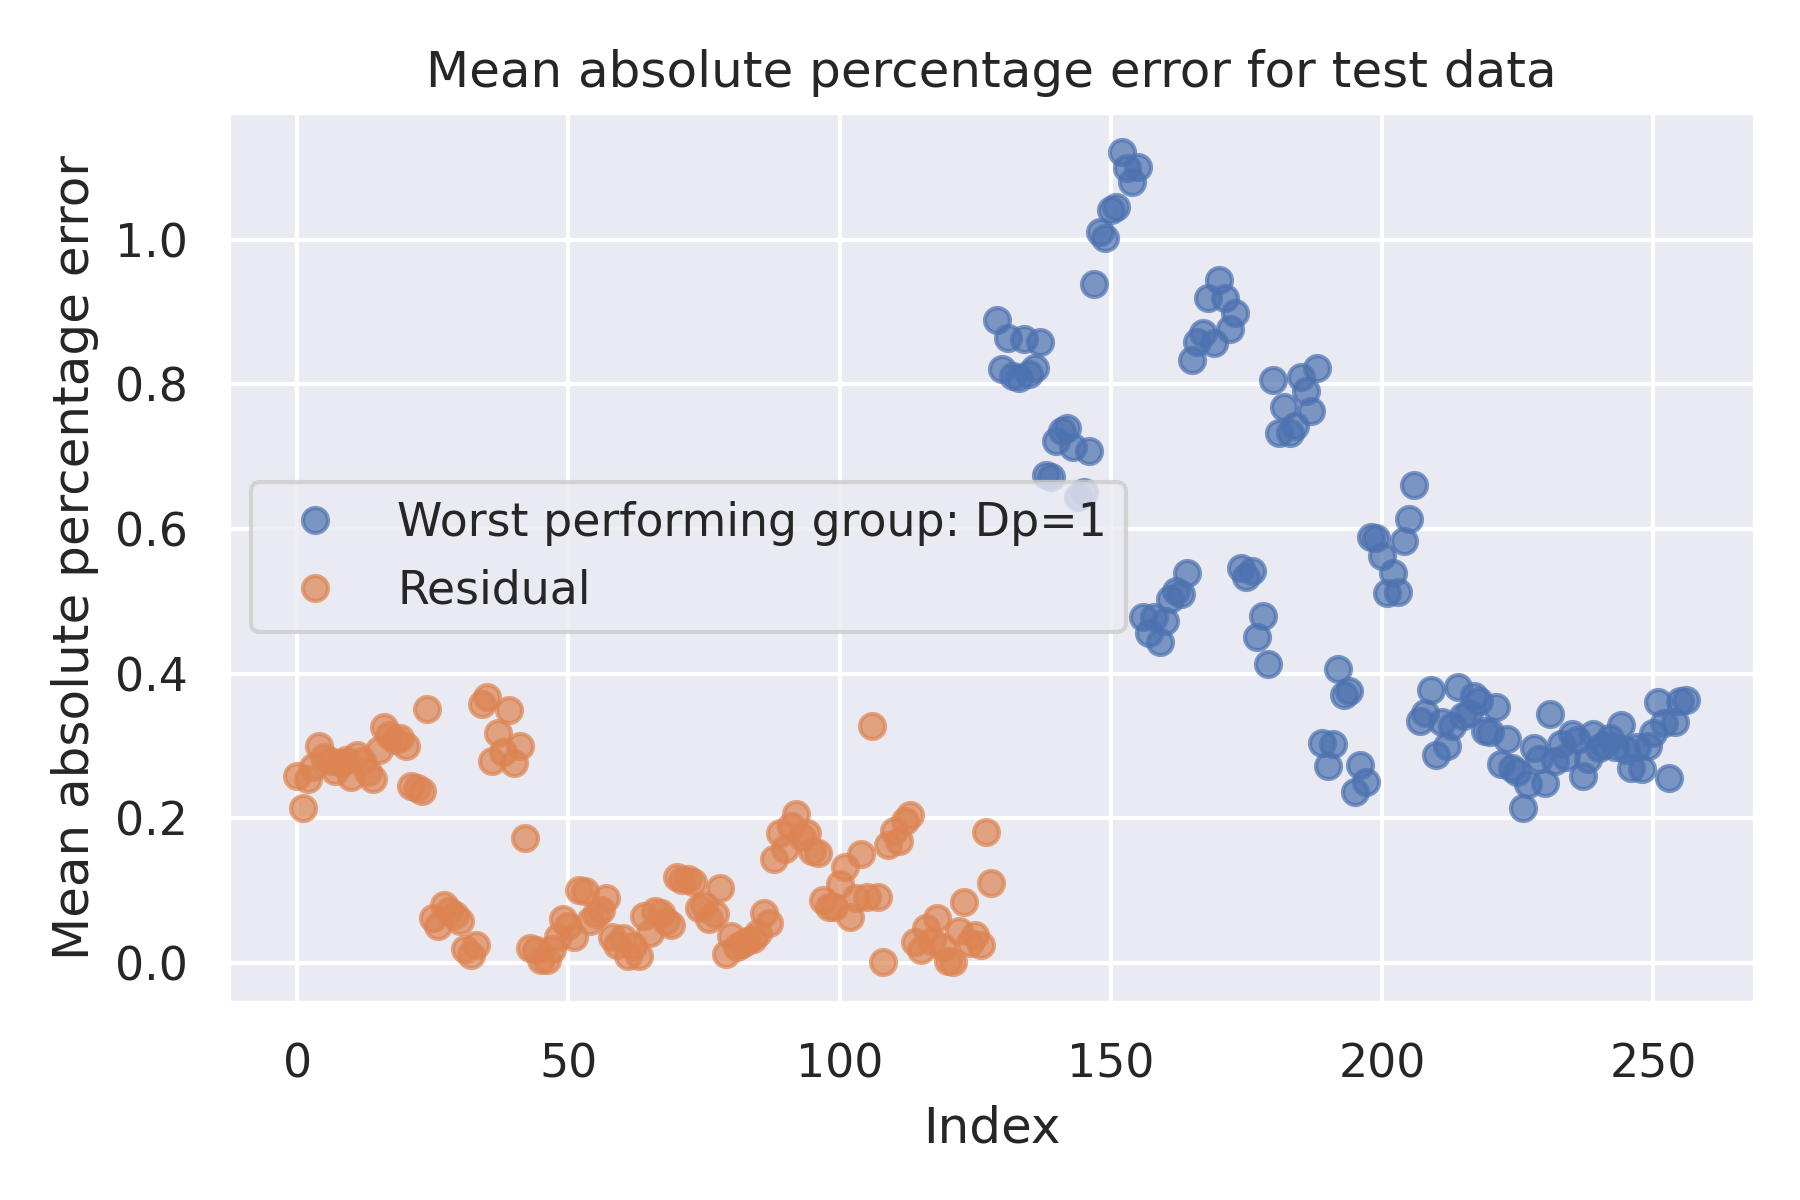 Mean absolute percentage error for test data
Mean absolute percentage error
1.0
0.8
0.6
0.4
0.2
0.0
Worst performing group: Dp=1
Residual
0 50 100 150 200 250
Index